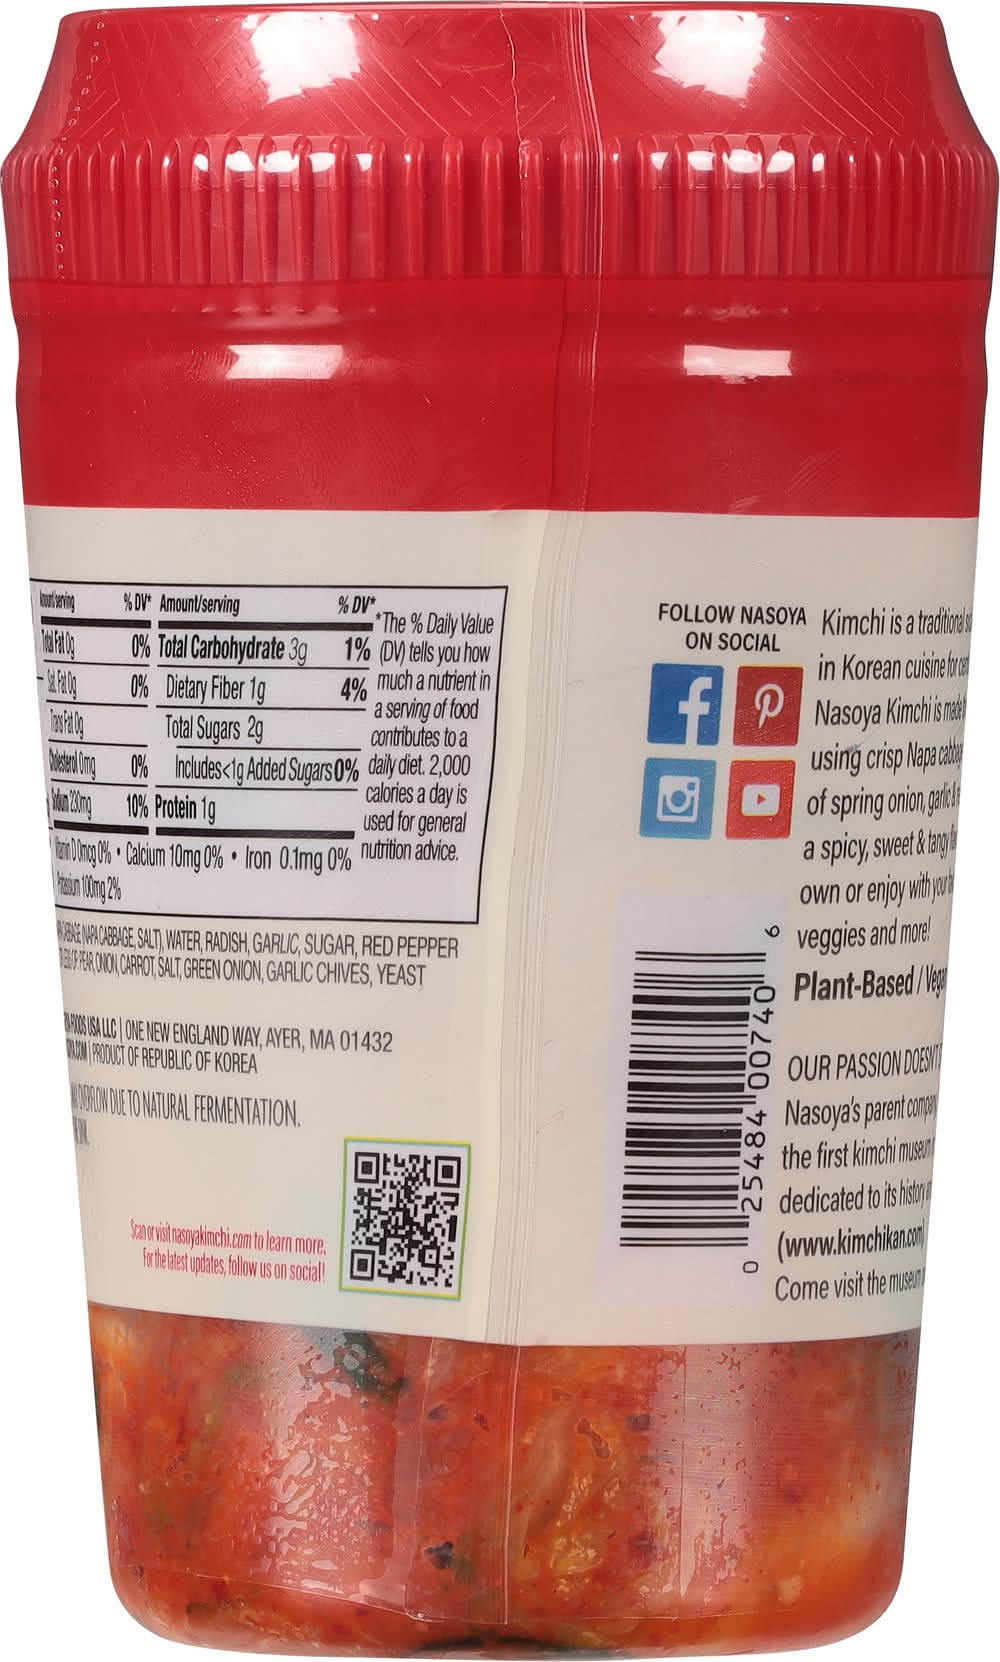 Amount/serving % DV* Amount/serving % DV*
Total Fat 0g 0% Total Carbohydrate 3g 1%
Sat. Fat 0g 0% Dietary Fiber 1g 4%
Trans Fat 0g Total Sugars 2g
Cholesterol 0mg 0% Includes <1g Added Sugars 0%
Sodium 230mg 10% Protein 1g
Vitamin D 0mcg 0% • Calcium 10mg 0% • Iron 0.1mg 0%
Potassium 100mg 2%
*The % Daily Value
(DV) tells you how
much a nutrient in
a serving of food
contributes to a
daily diet. 2,000
calories a day is
used for general
nutrition advice.
CABBAGE (NAPA CABBAGE, SALT), WATER, RADISH, GARLIC, SUGAR, RED PEPPER
OF: PEAR, ONION, CARROT, SALT, GREEN ONION, GARLIC CHIVES, YEAST
FOODS USA LLC | ONE NEW ENGLAND WAY, AYER, MA 01432
| PRODUCT OF REPUBLIC OF KOREA
OVERFLOW DUE TO NATURAL FERMENTATION.
Scan or visit nasoyakimchi.com to learn more.
For the latest updates, follow us on social!
FOLLOW NASOYA
ON SOCIAL
0 25484 00740 6
Kimchi is a traditional
in Korean cuisine for
Nasoya Kimchi is made
using crisp Napa
of spring onion, garlic &
a spicy, sweet & tangy
own or enjoy with your
veggies and more!
Plant-Based /
OUR PASSION DOESN'T
Nasoya's parent
the first kimchi museum
dedicated to its history
(www.kimchikan.com)
Come visit the museum